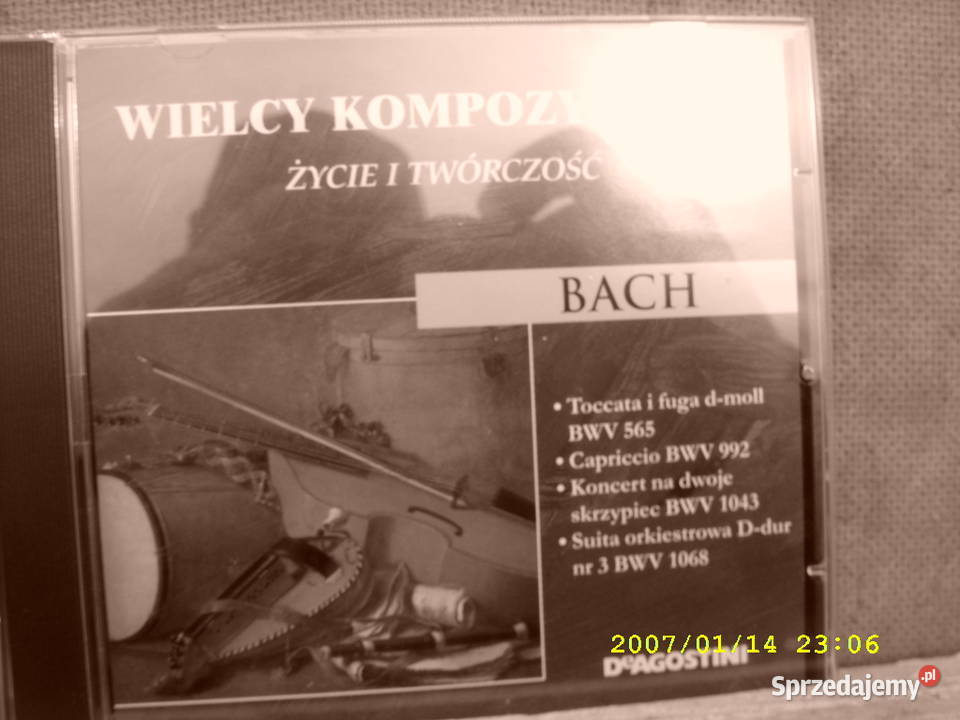 WIELCY KOMPOZY
ŻYCIE I TWÓRCZOŚĆ
BACH
• Toccata i fuga d-moll
BWV 565
• Capriccio BWV 992
• Koncert na dwoje
skrzypiec BWV 1043
• Suita orkiestrowa D-dur
nr 3 BWV 1068
2007/01/14 23:06
DeAGOSTINI
Sprzedajemy.pl